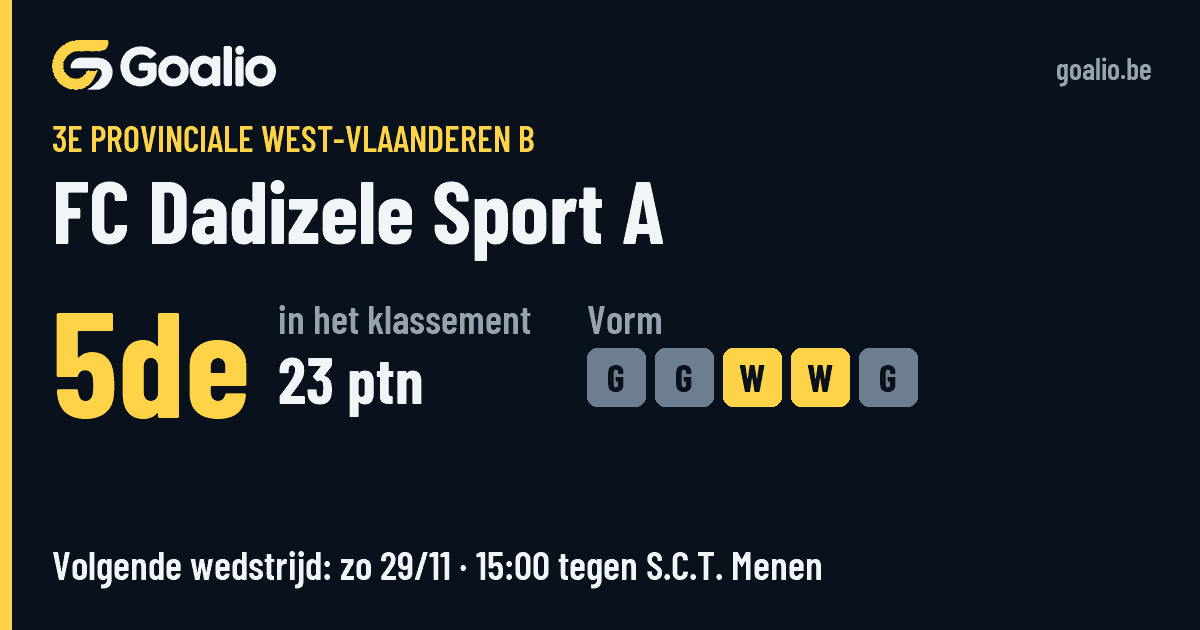 Goalio
goalio.be
3E PROVINCIALE WEST-VLAANDEREN B
FC Dadizele Sport A
5de
in het klassement
23 ptn
Vorm
G G W W G
Volgende wedstrijd: zo 29/11 · 15:00 tegen S.C.T. Menen